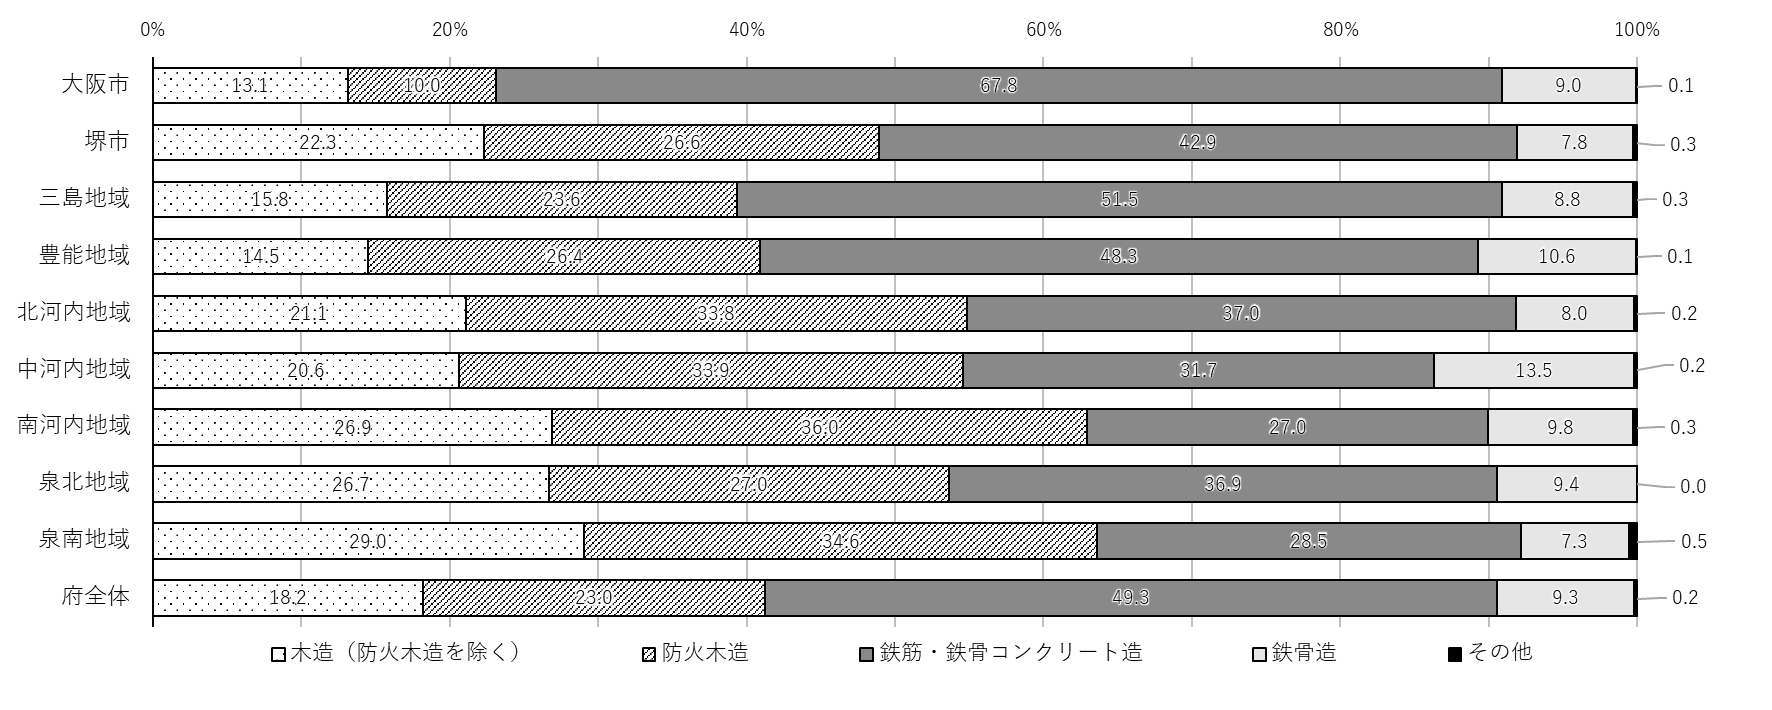 0% 20% 40% 60% 80% 100%
大阪市 13.1 10.0 67.8 9.0 0.1
堺市 22.3 26.6 42.9 7.8 0.3
三島地域 15.8 23.6 51.5 8.8 0.3
豊能地域 14.5 26.4 48.3 10.6 0.1
北河内地域 21.1 33.8 37.0 8.0 0.2
中河内地域 20.6 33.9 31.7 13.5 0.2
南河内地域 26.9 36.0 27.0 9.8 0.3
泉北地域 26.7 27.0 36.9 9.4 0.0
泉南地域 29.0 34.6 28.5 7.3 0.5
府全体 18.2 23.0 49.3 9.3 0.2
木造（防火木造を除く） 防火木造 鉄筋・鉄骨コンクリート造 鉄骨造 その他